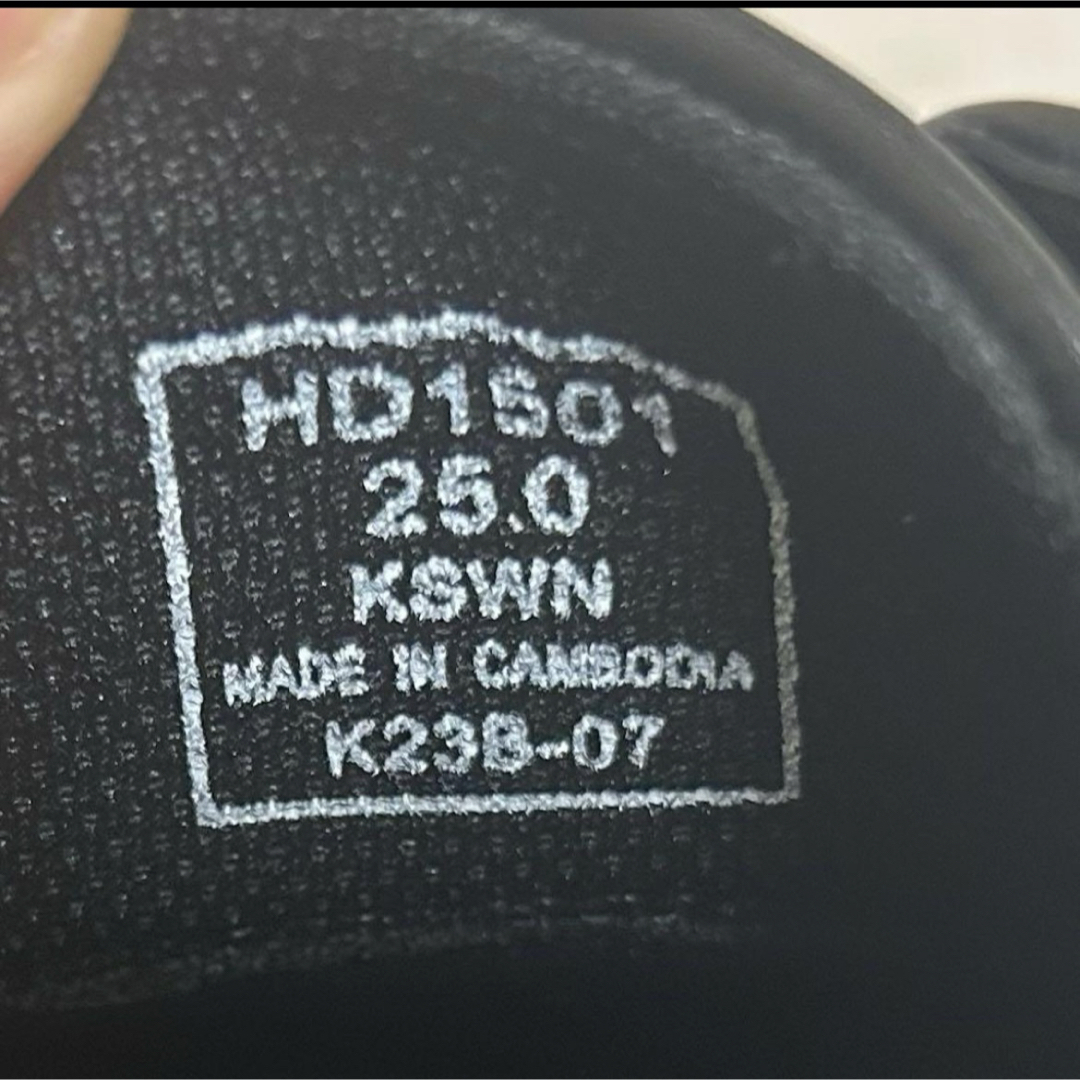 HD1501
25.0
KSWN
MADE IN CAMBODIA
K23B-07